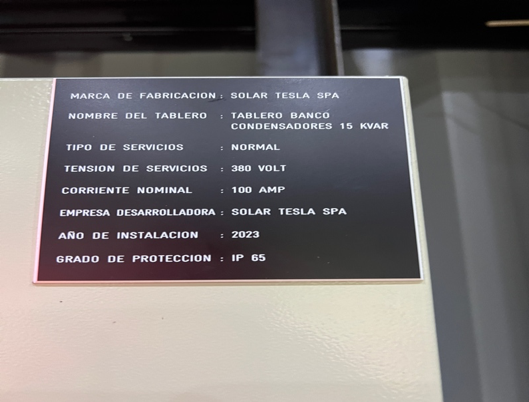 MARCA DE FABRICACION : SOLAR TESLA SPA
NOMBRE DEL TABLERO : TABLERO BANCO
CONDENSADORES 15 KVAR
TIPO DE SERVICIOS : NORMAL
TENSION DE SERVICIOS : 380 VOLT
CORRIENTE NOMINAL : 100 AMP
EMPRESA DESARROLLADORA : SOLAR TESLA SPA
AÑO DE INSTALACION : 2023
GRADO DE PROTECCION : IP 65